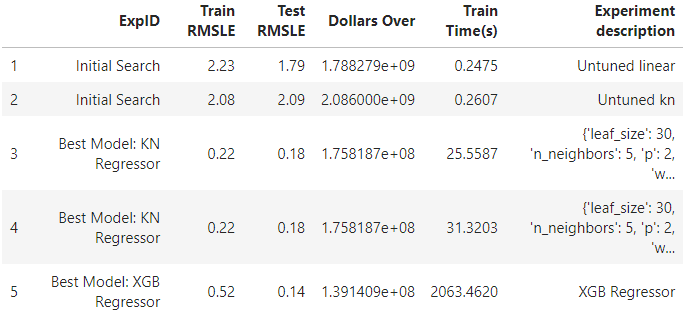 ExpID Train RMSLE Test RMSLE Dollars Over Train Time(s) Experiment description
1 Initial Search 2.23 1.79 1.788279e+09 0.2475 Untuned linear
2 Initial Search 2.08 2.09 2.086000e+09 0.2607 Untuned kn
3 Best Model: KN Regressor 0.22 0.18 1.758187e+08 25.5587 {'leaf_size': 30, 'n_neighbors': 5, 'p': 2, 'w...
4 Best Model: KN Regressor 0.22 0.18 1.758187e+08 31.3203 {'leaf_size': 30, 'n_neighbors': 5, 'p': 2, 'w...
5 Best Model: XGB Regressor 0.52 0.14 1.391409e+08 2063.4620 XGB Regressor